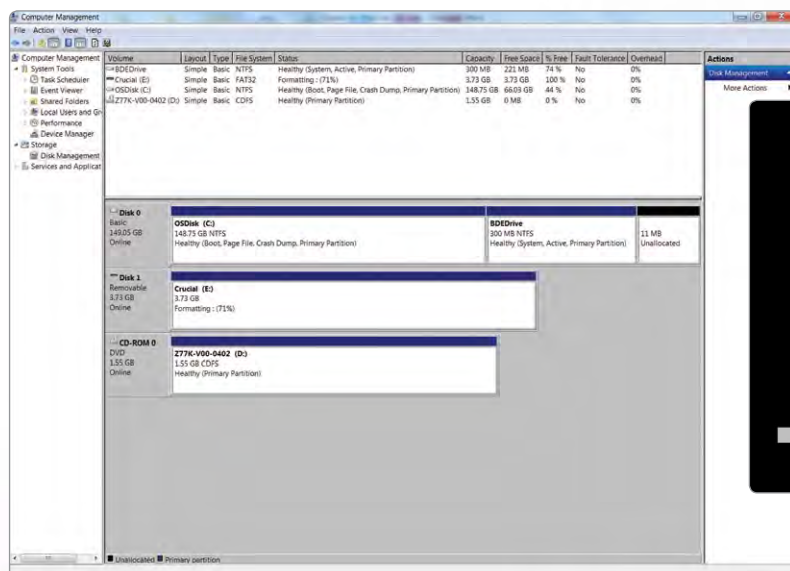 Computer Management
File Action View Help
Computer Management
System Tools
Task Scheduler
Event Viewer
Shared Folders
Local Users and Gr
Performance
Device Manager
Storage
Disk Management
Services and Applicat
Volume Layout Type File System Status Capacity Free Space % Free Fault Tolerance Overhead
BDEDrive Simple Basic NTFS Healthy (System, Active, Primary Partition) 300 MB 221 MB 74 % No 0%
Crucial (E:) Simple Basic FAT32 Formatting : (71%) 3.73 GB 3.73 GB 100 % No 0%
OSDisk (C:) Simple Basic NTFS Healthy (Boot, Page File, Crash Dump, Primary Partition) 148.75 GB 66.03 GB 44 % No 0%
Z77K-V00-0402 (D:) Simple Basic CDFS Healthy (Primary Partition) 1.55 GB 0 MB 0 % No 0%
Actions
Disk Management
More Actions
Disk 0
Basic
149.05 GB
Online
OSDisk (C:)
148.75 GB NTFS
Healthy (Boot, Page File, Crash Dump, Primary Partition)
BDEDrive
300 MB NTFS
Healthy (System, Active, Primary Partition)
11 MB
Unallocated
Disk 1
Removable
3.73 GB
Online
Crucial (E:)
3.73 GB
Formatting : (71%)
CD-ROM 0
DVD
1.55 GB
Online
Z77K-V00-0402 (D:)
1.55 GB CDFS
Healthy (Primary Partition)
Unallocated Primary partition